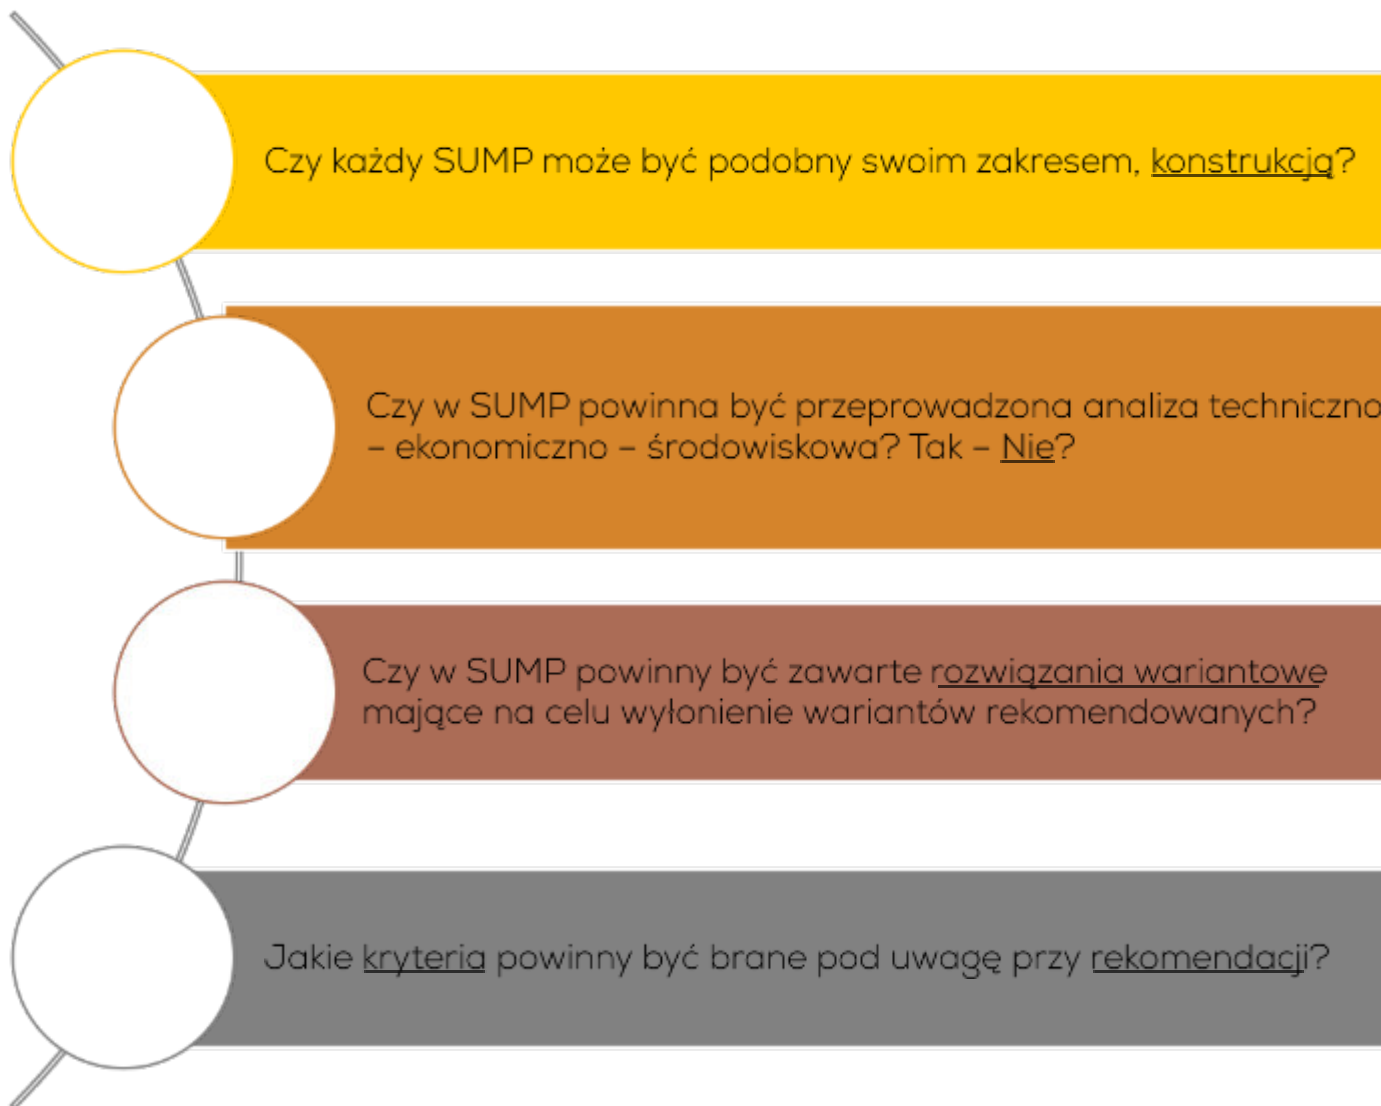 Czy każdy SUMP może być podobny swoim zakresem, konstrukcją?
Czy w SUMP powinna być przeprowadzona analiza techniczno
– ekonomiczno – środowiskowa? Tak – Nie?
Czy w SUMP powinny być zawarte rozwiązania wariantowe
mające na celu wyłonienie wariantów rekomendowanych?
Jakie kryteria powinny być brane pod uwagę przy rekomendacji?